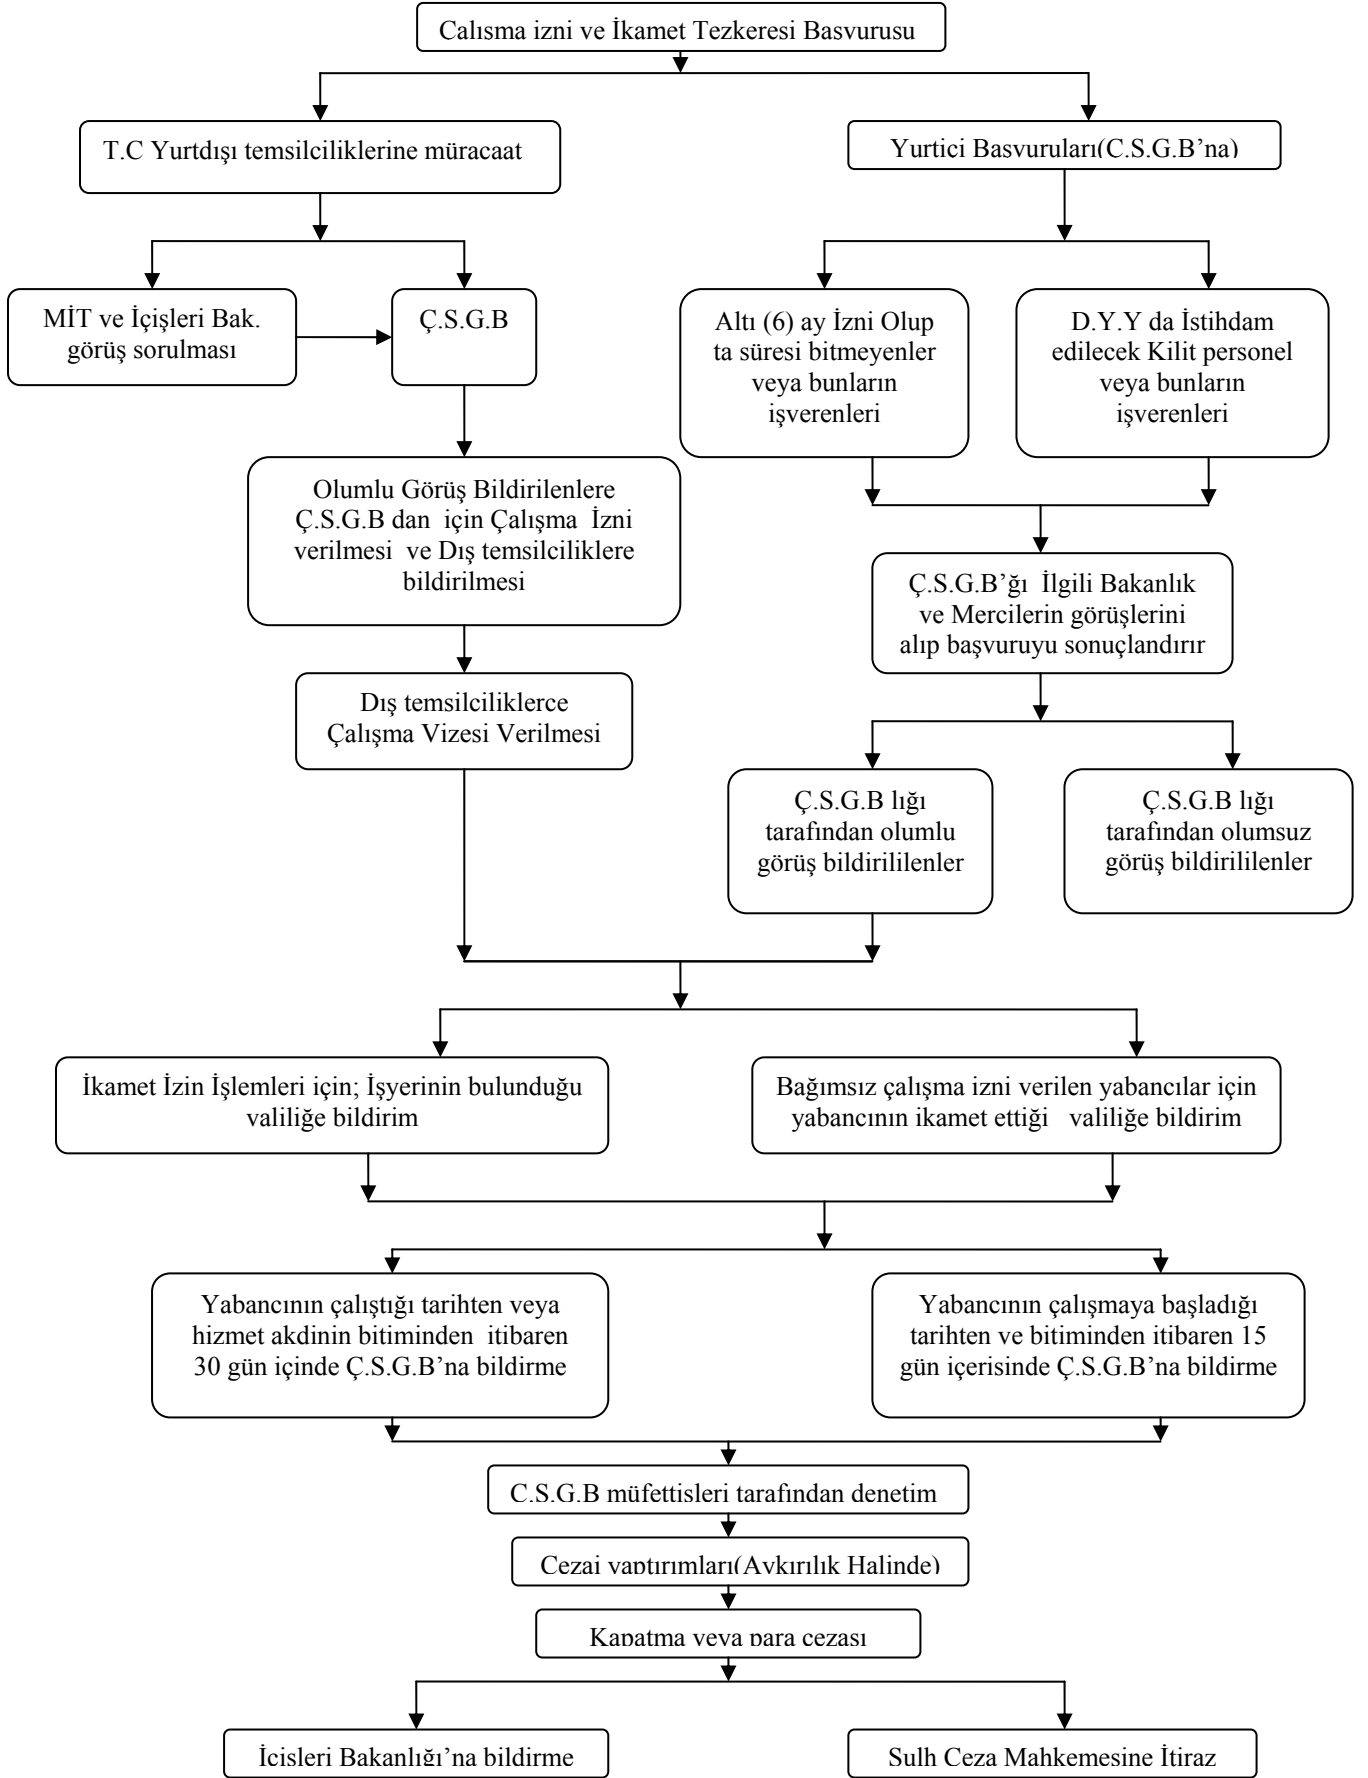 Calısma izni ve İkamet Tezkeresi Basvurusu
T.C Yurtdışı temsilciliklerine müracaat
Yurtici Basvuruları(C.S.G.B’na)
MİT ve İçişleri Bak.
görüş sorulması
Ç.S.G.B
Altı (6) ay İzni Olup
ta süresi bitmeyenler
veya bunların
işverenleri
D.Y.Y da İstihdam
edilecek Kilit personel
veya bunların
işverenleri
Olumlu Görüş Bildirilenlere
Ç.S.G.B dan için Çalışma İzni
verilmesi ve Dış temsilciliklere
bildirilmesi
Ç.S.G.B’ğı İlgili Bakanlık
ve Mercilerin görüşlerini
alıp başvuruyu sonuçlandırır
Dış temsilciliklerce
Çalışma Vizesi Verilmesi
Ç.S.G.B lığı
tarafından olumlu
görüş bildirililenler
Ç.S.G.B lığı
tarafından olumsuz
görüş bildirililenler
İkamet İzin İşlemleri için; İşyerinin bulunduğu
valiliğe bildirim
Bağımsız çalışma izni verilen yabancılar için
yabancının ikamet ettiği valiliğe bildirim
Yabancının çalıştığı tarihten veya
hizmet akdinin bitiminden itibaren
30 gün içinde Ç.S.G.B’na bildirme
Yabancının çalışmaya başladığı
tarihten ve bitiminden itibaren 15
gün içerisinde Ç.S.G.B’na bildirme
C.S.G.B müfettisleri tarafından denetim
Cezai yaptırımları(Aykırılık Halinde)
Kapatma veya para cezası
İcisleri Bakanlığı’na bildirme
Sulh Ceza Mahkemesine İtiraz